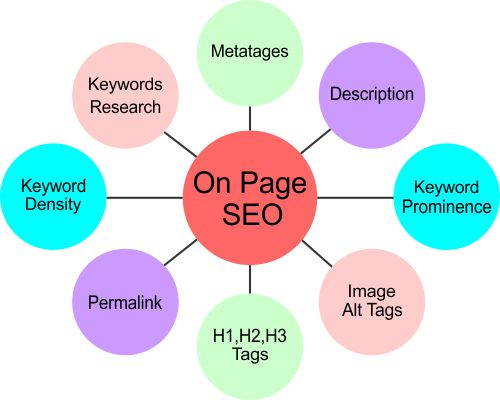 Metatages
Keywords
Research
Description
Keyword
Density
On Page
SEO
Keyword
Prominence
Permalink
Image
Alt Tags
H1,H2,H3
Tags